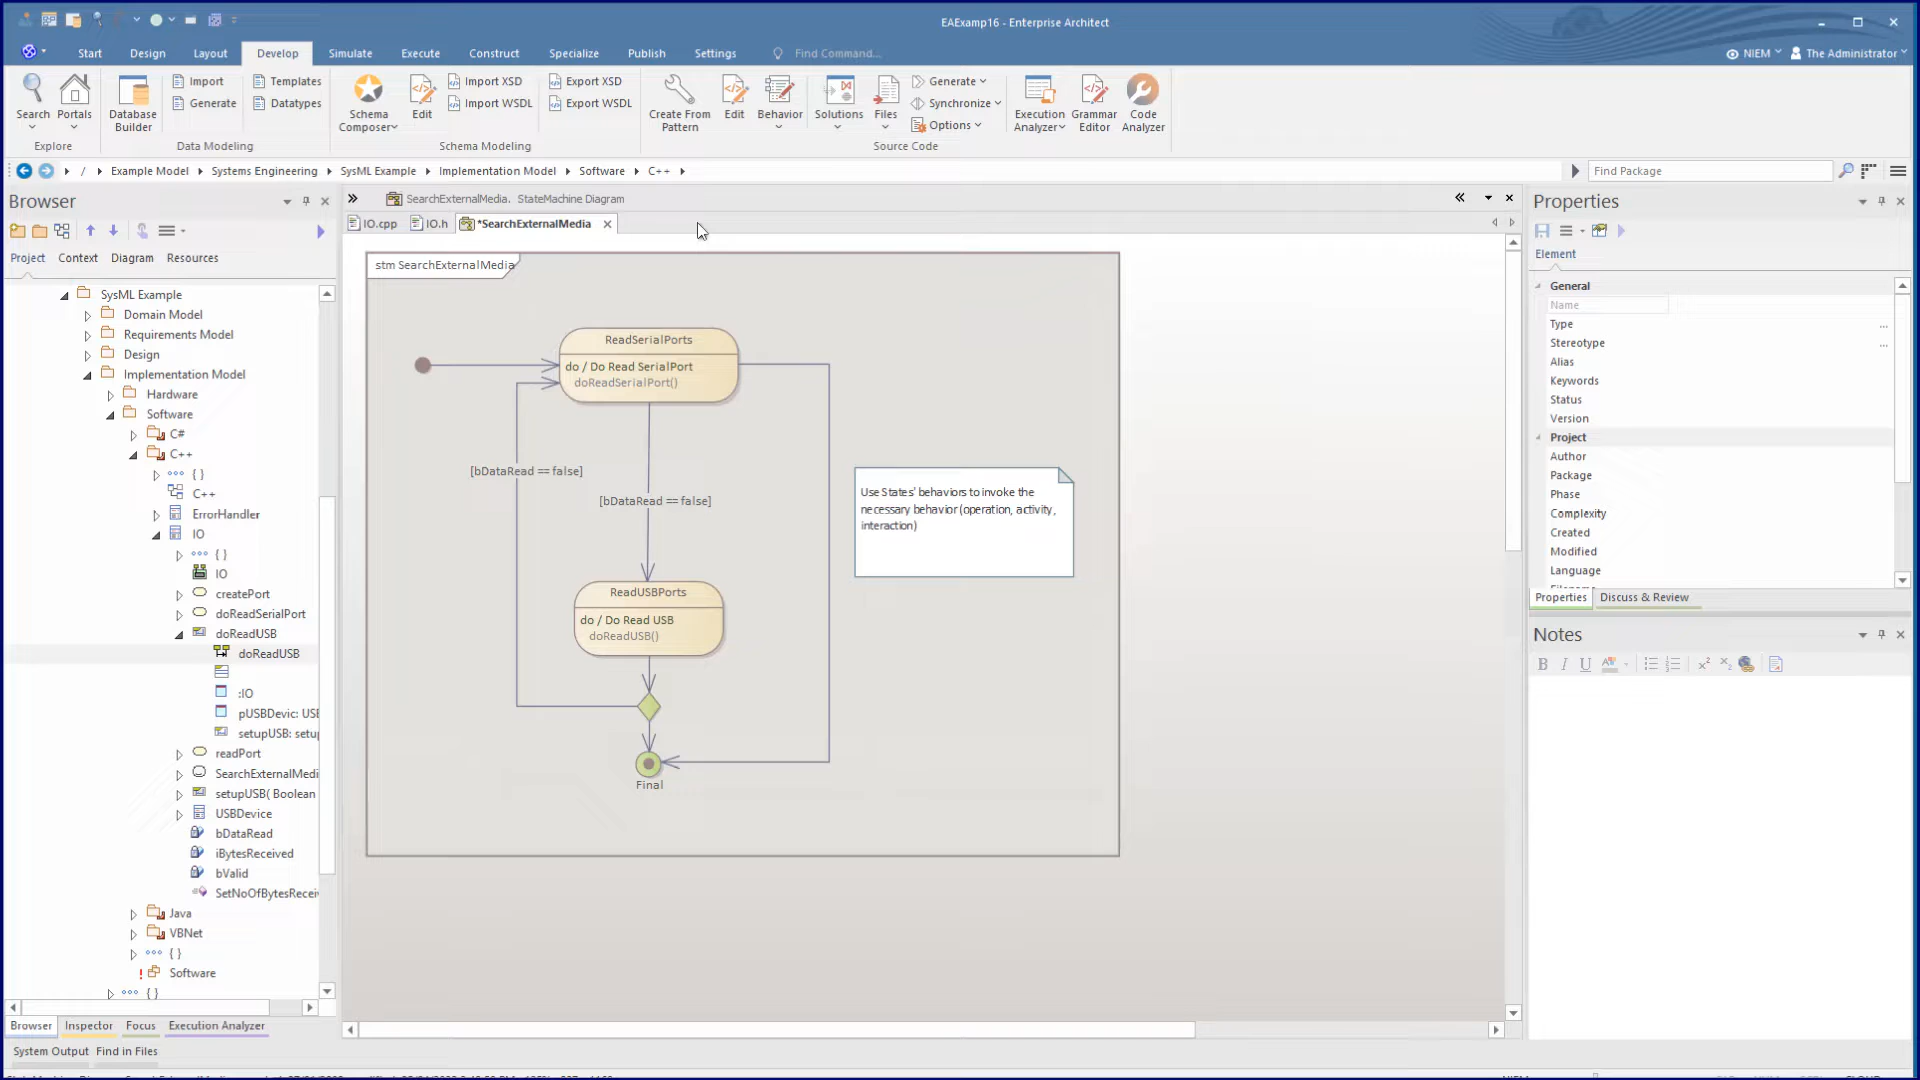 EAExamp16 - Enterprise Architect
Start
Design
Layout
Develop
Simulate
Execute
Construct
Specialize
Publish
Settings
Find Command...
NIEM
The Administrator
Search
Portals
Explore
Database
Builder
Import
Generate
Templates
Datatypes
Data Modeling
Schema
Composer
Edit
Import XSD
Import WSDL
Export XSD
Export WSDL
Schema Modeling
Create From
Pattern
Edit
Behavior
Solutions
Files
Generate
Synchronize
Options
Source Code
Execution
Analyzer
Grammar
Editor
Code
Analyzer
/ Example Model Systems Engineering SysML Example Implementation Model Software C++
Find Package
Browser
Project
Context
Diagram
Resources
SysML Example
Domain Model
Requirements Model
Design
Implementation Model
Hardware
Software
C#
C++
{ }
C++
ErrorHandler
IO
{ }
IO
createPort
doReadSerialPort
doReadUSB
doReadUSB
:IO
pUSBDevic: USB
setupUSB: setu
readPort
SearchExternalMedi
setupUSB( Boolean
USBDevice
bDataRead
iBytesReceived
bValid
SetNoOfBytesRecei
Java
VBNet
{ }
! Software
{ }
Browser
Inspector
Focus
Execution Analyzer
System Output
Find in Files
SearchExternalMedia. StateMachine Diagram
IO.cpp
IO.h
*SearchExternalMedia
stm SearchExternalMedia
ReadSerialPorts
do / Do Read SerialPort
doReadSerialPort()
[bDataRead == false]
[bDataRead == false]
Use States' behaviors to invoke the
necessary behavior (operation, activity,
interaction)
ReadUSBPorts
do / Do Read USB
doReadUSB()
Final
Properties
Element
General
Name
Type
...
Stereotype
...
Alias
Keywords
Status
Version
Project
Author
Package
Phase
Complexity
Created
Modified
Language
Properties
Discuss & Review
Notes
B I U